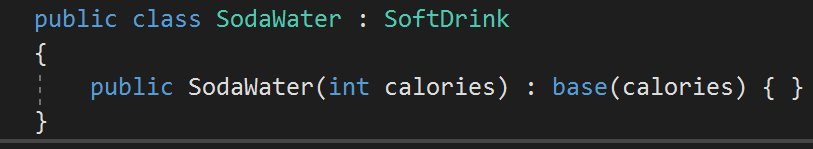 public class SodaWater : SoftDrink
{
    public SodaWater(int calories) : base(calories) { }
}